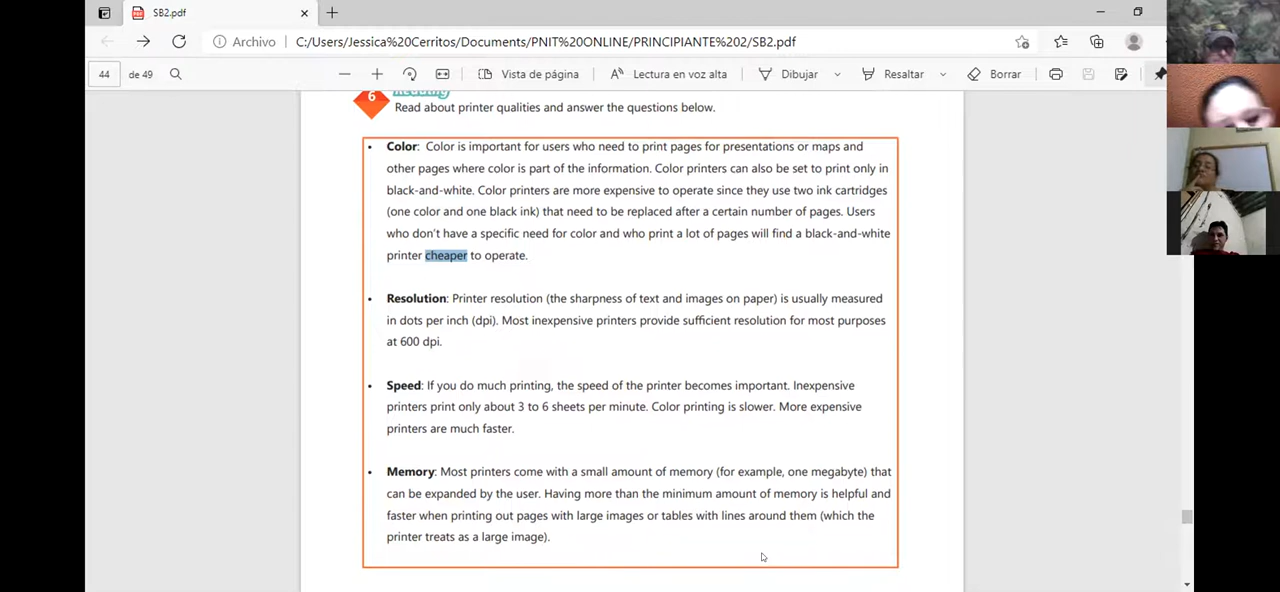 SB2.pdf
Archivo C:/Users/Jessica%20Cerritos/Documents/PNIT%20ONLINE/PRINCIPIANTE%202/SB2.pdf
44 de 49 Vista de página Lectura en voz alta Dibujar Resaltar Borrar
6 Reading
Read about printer qualities and answer the questions below.
• Color: Color is important for users who need to print pages for presentations or maps and
other pages where color is part of the information. Color printers can also be set to print only in
black-and-white. Color printers are more expensive to operate since they use two ink cartridges
(one color and one black ink) that need to be replaced after a certain number of pages. Users
who don't have a specific need for color and who print a lot of pages will find a black-and-white
printer cheaper to operate.
• Resolution: Printer resolution (the sharpness of text and images on paper) is usually measured
in dots per inch (dpi). Most inexpensive printers provide sufficient resolution for most purposes
at 600 dpi.
• Speed: If you do much printing, the speed of the printer becomes important. Inexpensive
printers print only about 3 to 6 sheets per minute. Color printing is slower. More expensive
printers are much faster.
• Memory: Most printers come with a small amount of memory (for example, one megabyte) that
can be expanded by the user. Having more than the minimum amount of memory is helpful and
faster when printing out pages with large images or tables with lines around them (which the
printer treats as a large image).